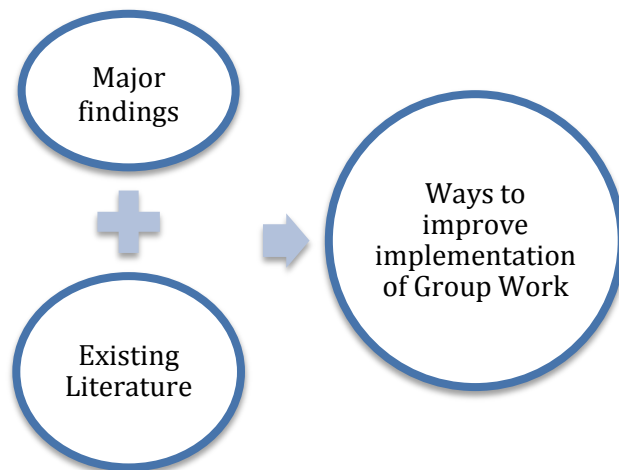 Major
findings
Existing
Literature
Ways to
improve
implementation
of Group Work